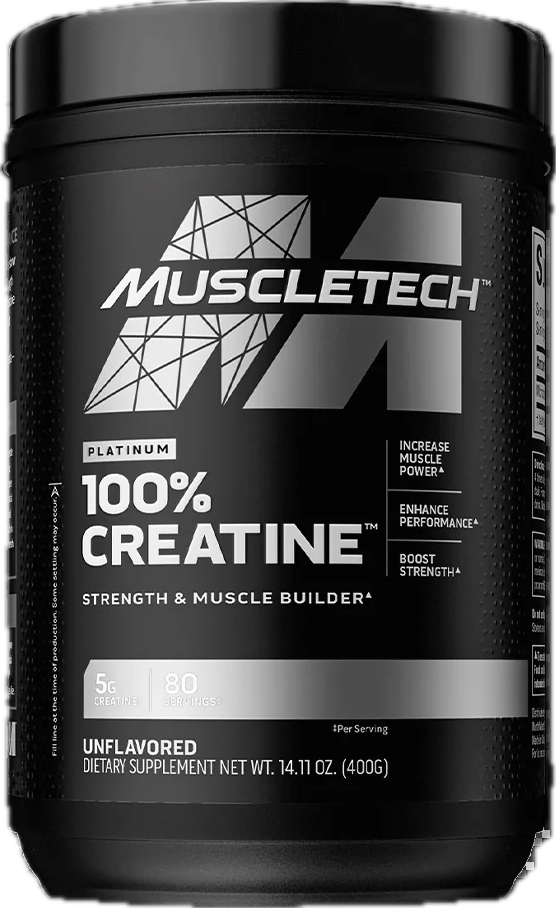 MUSCLETECH™
PLATINUM
100%
CREATINE™
STRENGTH & MUSCLE BUILDER▲
INCREASE
MUSCLE
POWER▲
ENHANCE
PERFORMANCE▲
BOOST
STRENGTH▲
Fill line at the time of production. Some settling may occur.
5G
CREATINE‡
80
SERVINGS‡
‡Per Serving
UNFLAVORED
DIETARY SUPPLEMENT NET WT. 14.11 OZ. (400G)